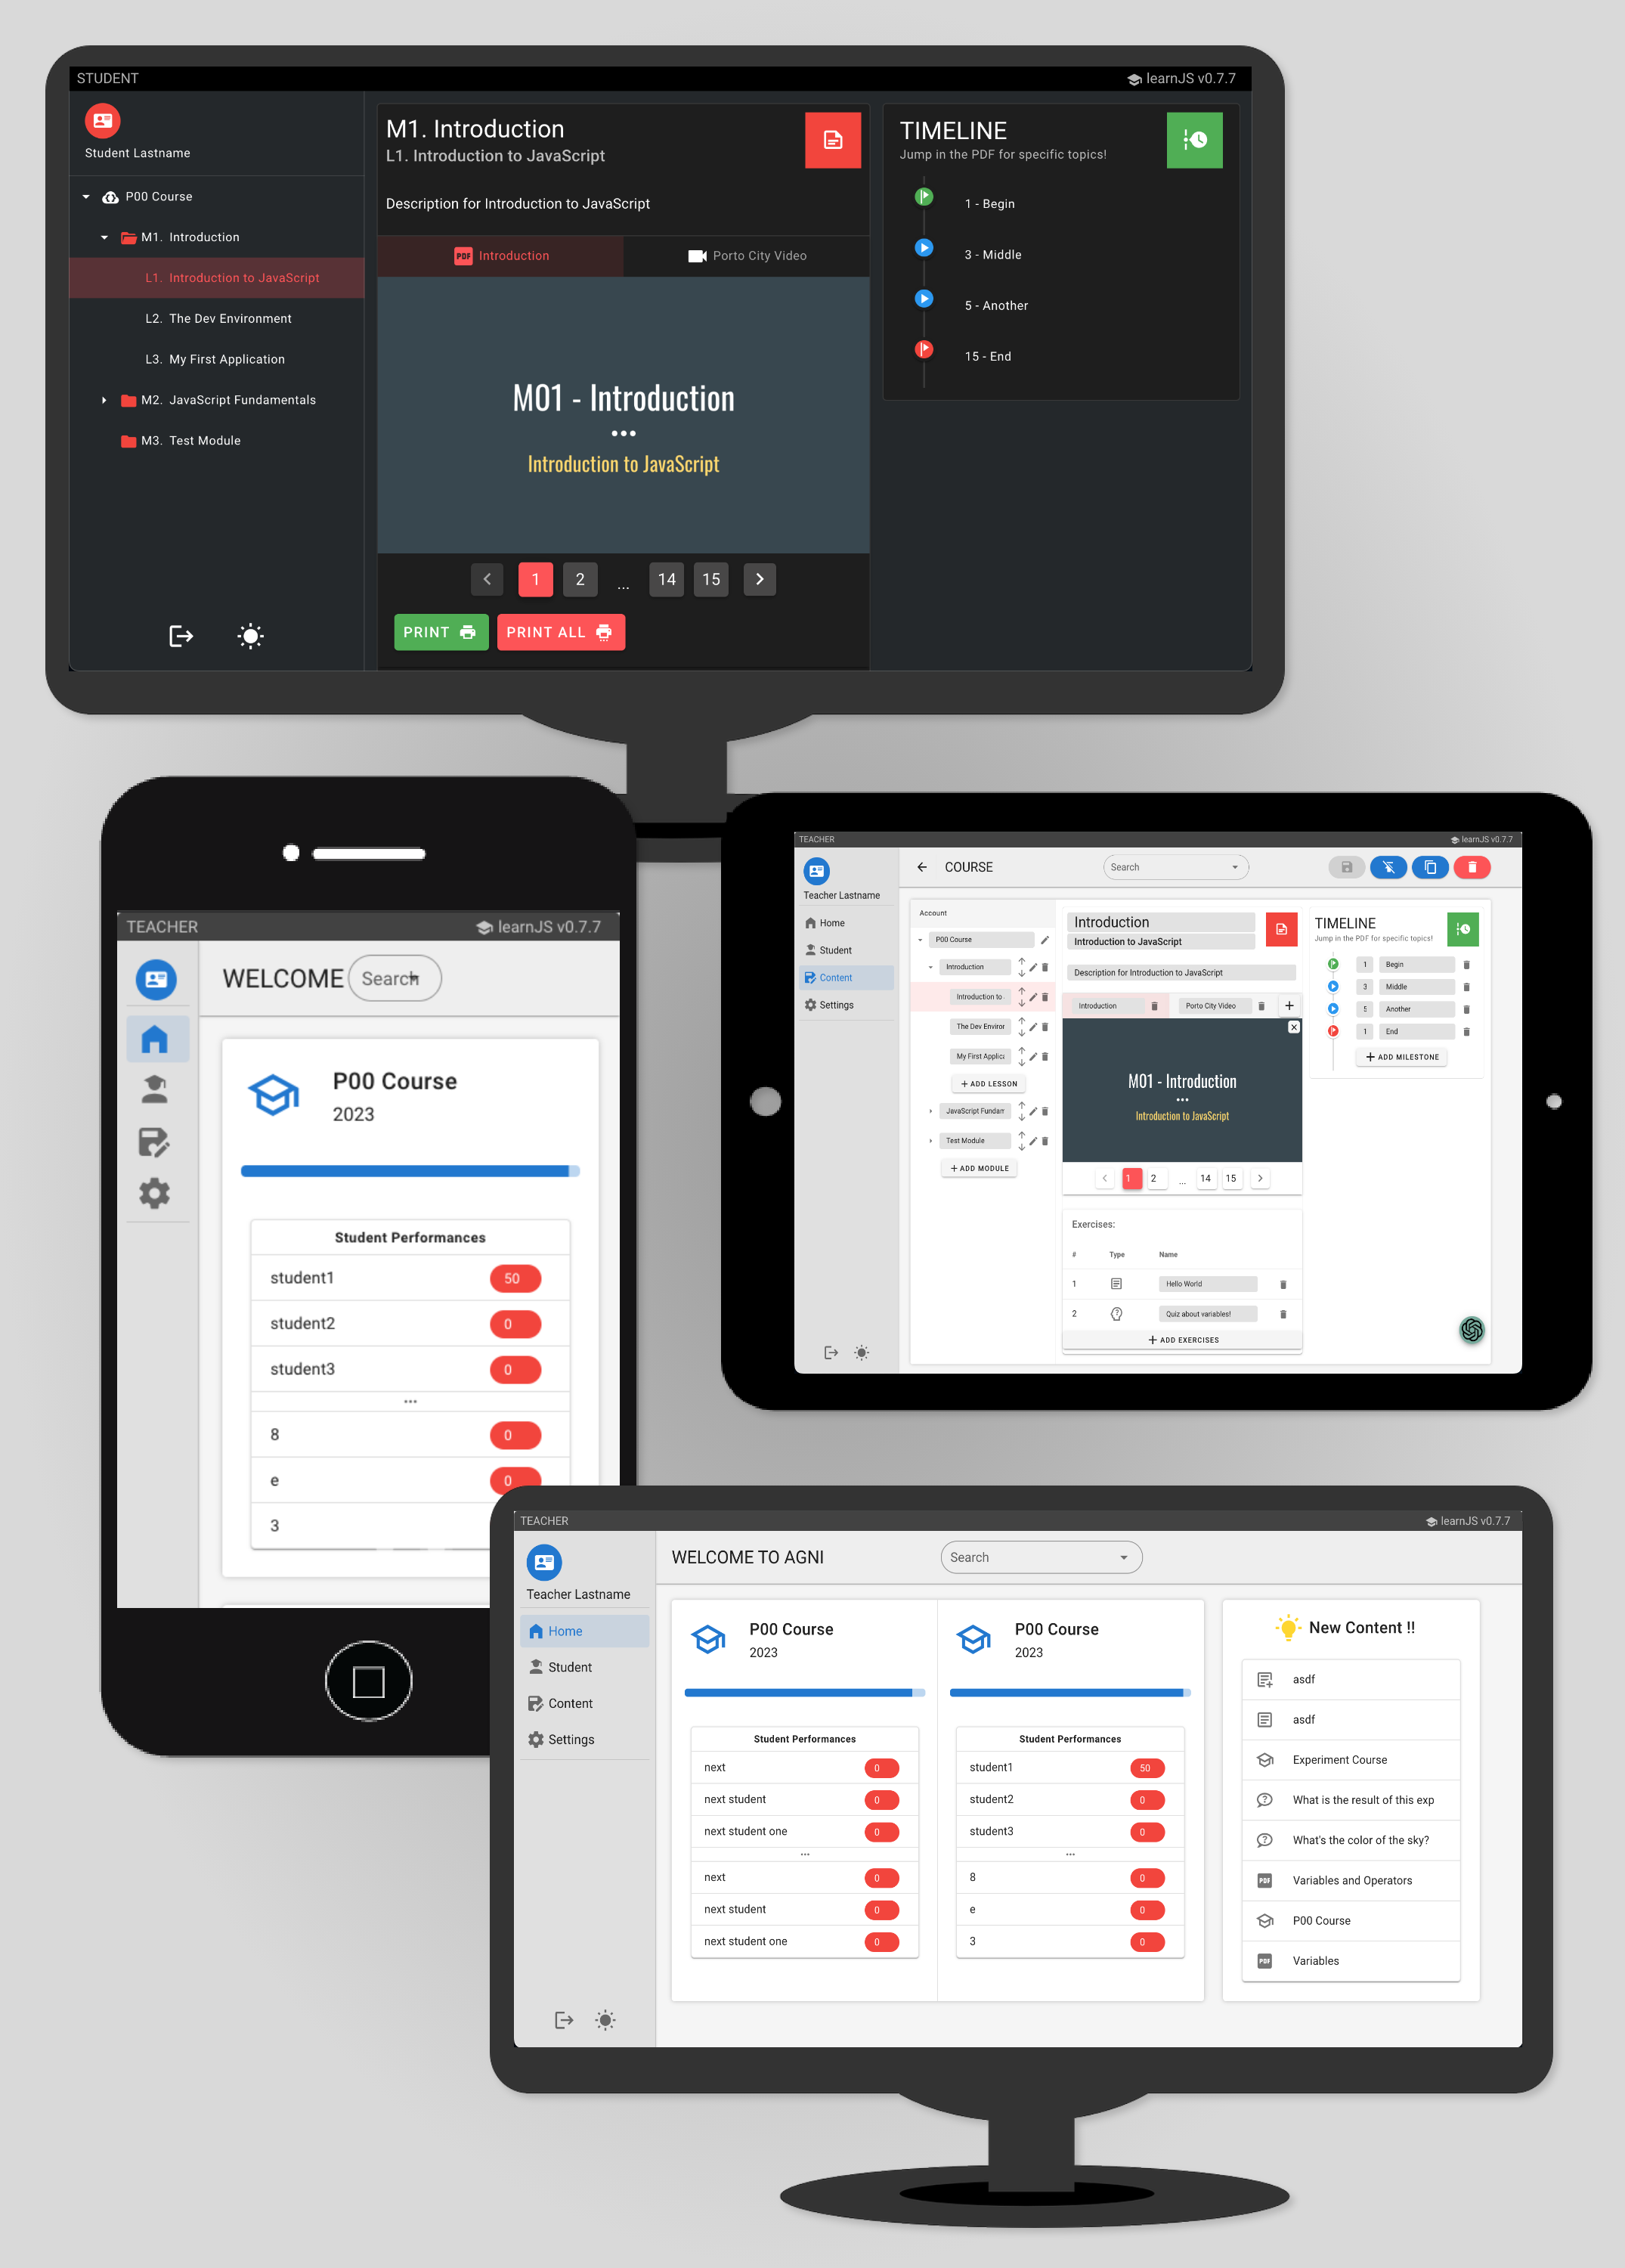 STUDENT
learnJS v0.7.7
Student Lastname
P00 Course
M1. Introduction
L1. Introduction to JavaScript
L2. The Dev Environment
L3. My First Application
M2. JavaScript Fundamentals
M3. Test Module
M1. Introduction
L1. Introduction to JavaScript
Description for Introduction to JavaScript
PDF Introduction
Porto City Video
M01 - Introduction
Introduction to JavaScript
1 2 ... 14 15
PRINT
PRINT ALL
TIMELINE
Jump in the PDF for specific topics!
1 - Begin
3 - Middle
5 - Another
15 - End
TEACHER
learnJS v0.7.7
WELCOME
Search
P00 Course
2023
Student Performances
student1 50
student2 0
student3 0
...
8 0
e 0
3
TEACHER
learnJS v0.7.7
Teacher Lastname
Home
Student
Content
Settings
COURSE
Search
Account
P00 Course
Introduction
Introduction to
The Dev Enviror
My First Applic
+ ADD LESSON
JavaScript Fundam
Test Module
+ ADD MODULE
Introduction
Introduction to JavaScript
Description for Introduction to JavaScript
Introduction
Porto City Video
+
M01 - Introduction
Introduction to JavaScript
1 2 ... 14 15
Exercises:
# Type Name
1 Hello World
2 Quiz about variables!
+ ADD EXERCISES
TIMELINE
Jump in the PDF for specific topics!
1 Begin
3 Middle
5 Another
1 End
+ ADD MILESTONE
TEACHER
learnJS v0.7.7
Teacher Lastname
Home
Student
Content
Settings
WELCOME TO AGNI
Search
P00 Course
2023
Student Performances
next 0
next student 0
next student one 0
...
next 0
next student 0
next student one 0
P00 Course
2023
Student Performances
student1 50
student2 0
student3 0
...
8 0
e 0
3 0
New Content !!
asdf
asdf
Experiment Course
What is the result of this exp
What's the color of the sky?
PDF Variables and Operators
P00 Course
PDF Variables